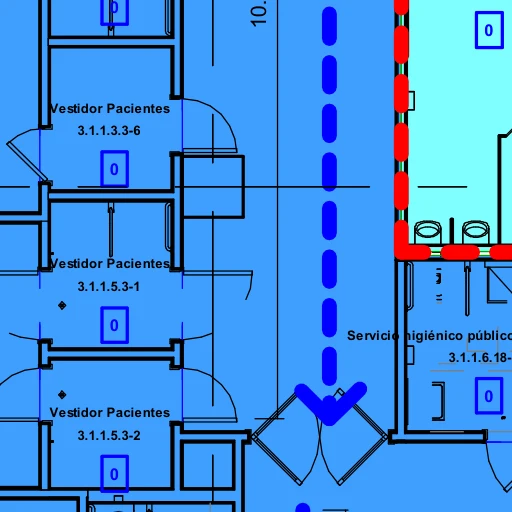 0
10.
0
Vestidor Pacientes
3.1.1.3.3-6
0
Vestidor Pacientes
3.1.1.5.3-1
0
Servicio higiénico público
3.1.1.6.18-
0
Vestidor Pacientes
3.1.1.5.3-2
0